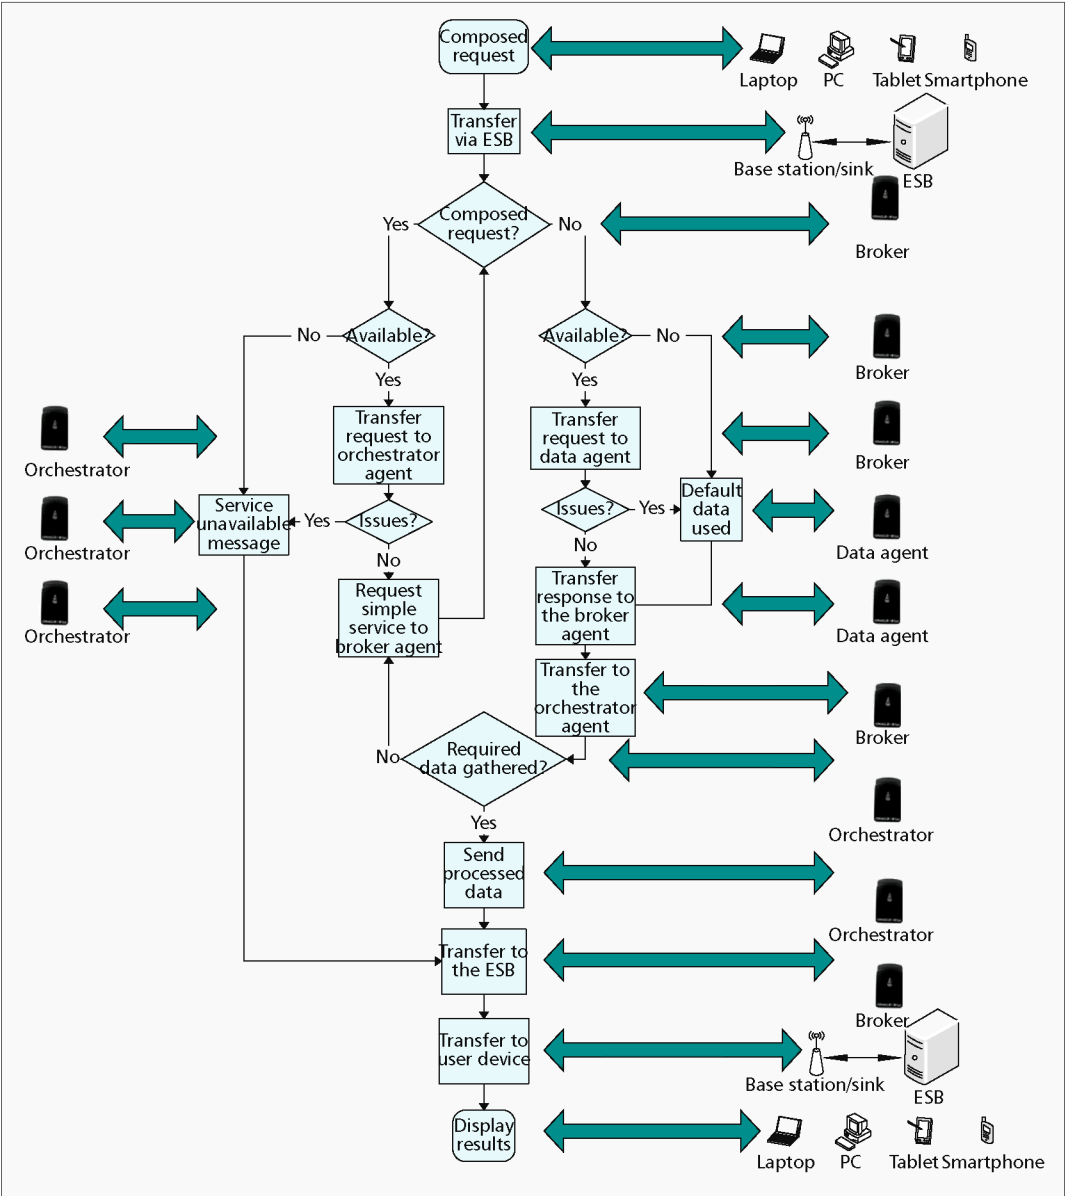 Composed
request
Laptop
PC
Tablet
Smartphone
Transfer
via ESB
Base station/sink
ESB
Composed
request?
Yes
No
Broker
Available?
No
Yes
Available?
No
Yes
Broker
Transfer
request to
orchestrator
agent
Transfer
request to
data agent
Broker
Orchestrator
Service
unavailable
message
Yes
Issues?
No
Issues?
Yes
No
Default
data
used
Data agent
Orchestrator
Request
simple
service to
broker agent
Transfer
response to
the broker
agent
Data agent
Orchestrator
Transfer to
the
orchestrator
agent
Broker
No
Required
data gathered?
Yes
Orchestrator
Send
processed
data
Orchestrator
Transfer to
the ESB
Broker
Transfer to
user device
Base station/sink
ESB
Display
results
Laptop
PC
Tablet
Smartphone